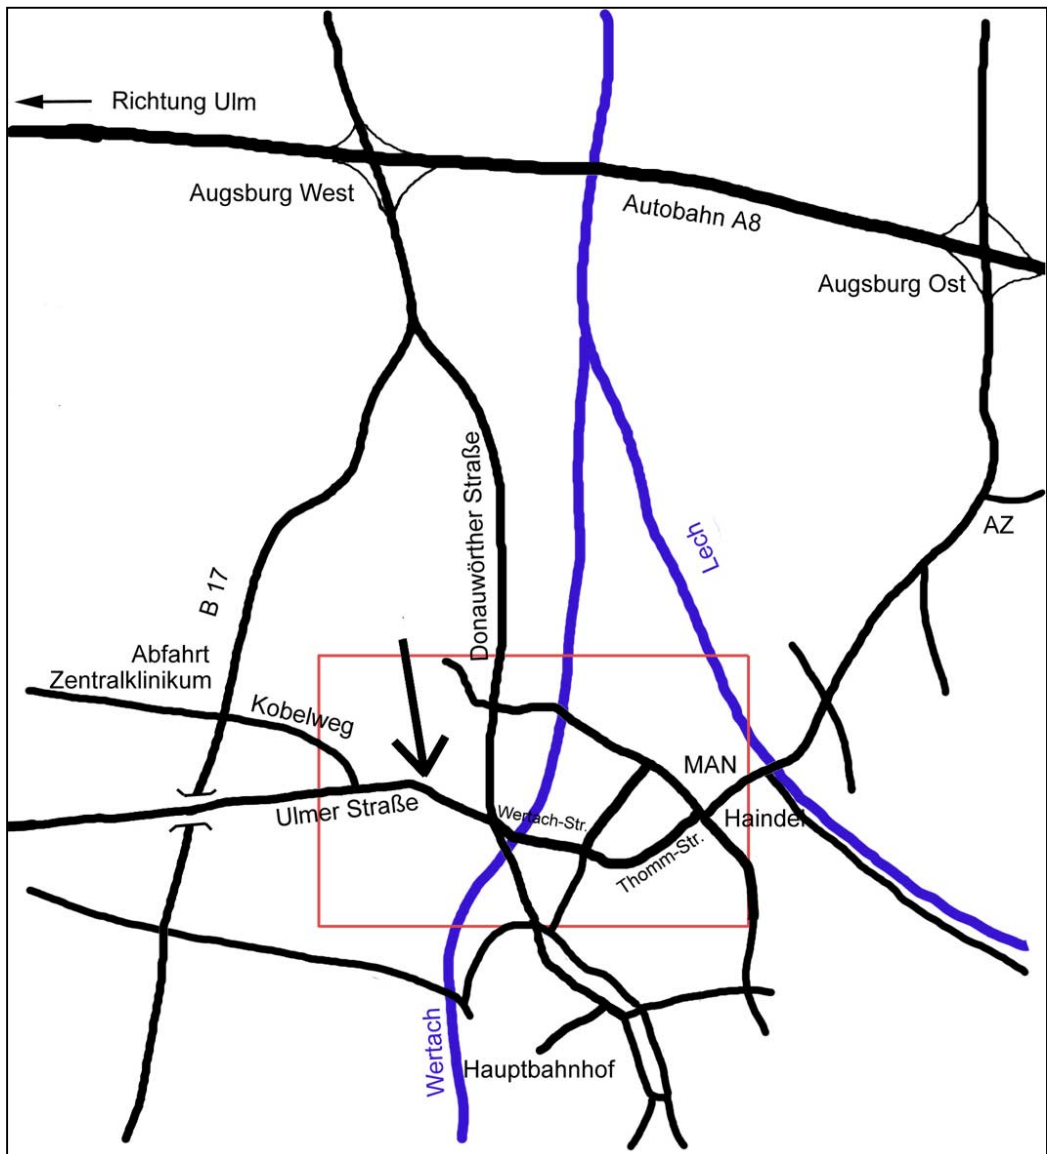 Richtung Ulm
Augsburg West
Autobahn A8
Augsburg Ost
Donauwörther Straße
Lech
AZ
B 17
Abfahrt
Zentralklinikum
Kobelweg
MAN
Ulmer Straße
Wertach-Str.
Haindel
Thomm-Str.
Wertach
Hauptbahnhof